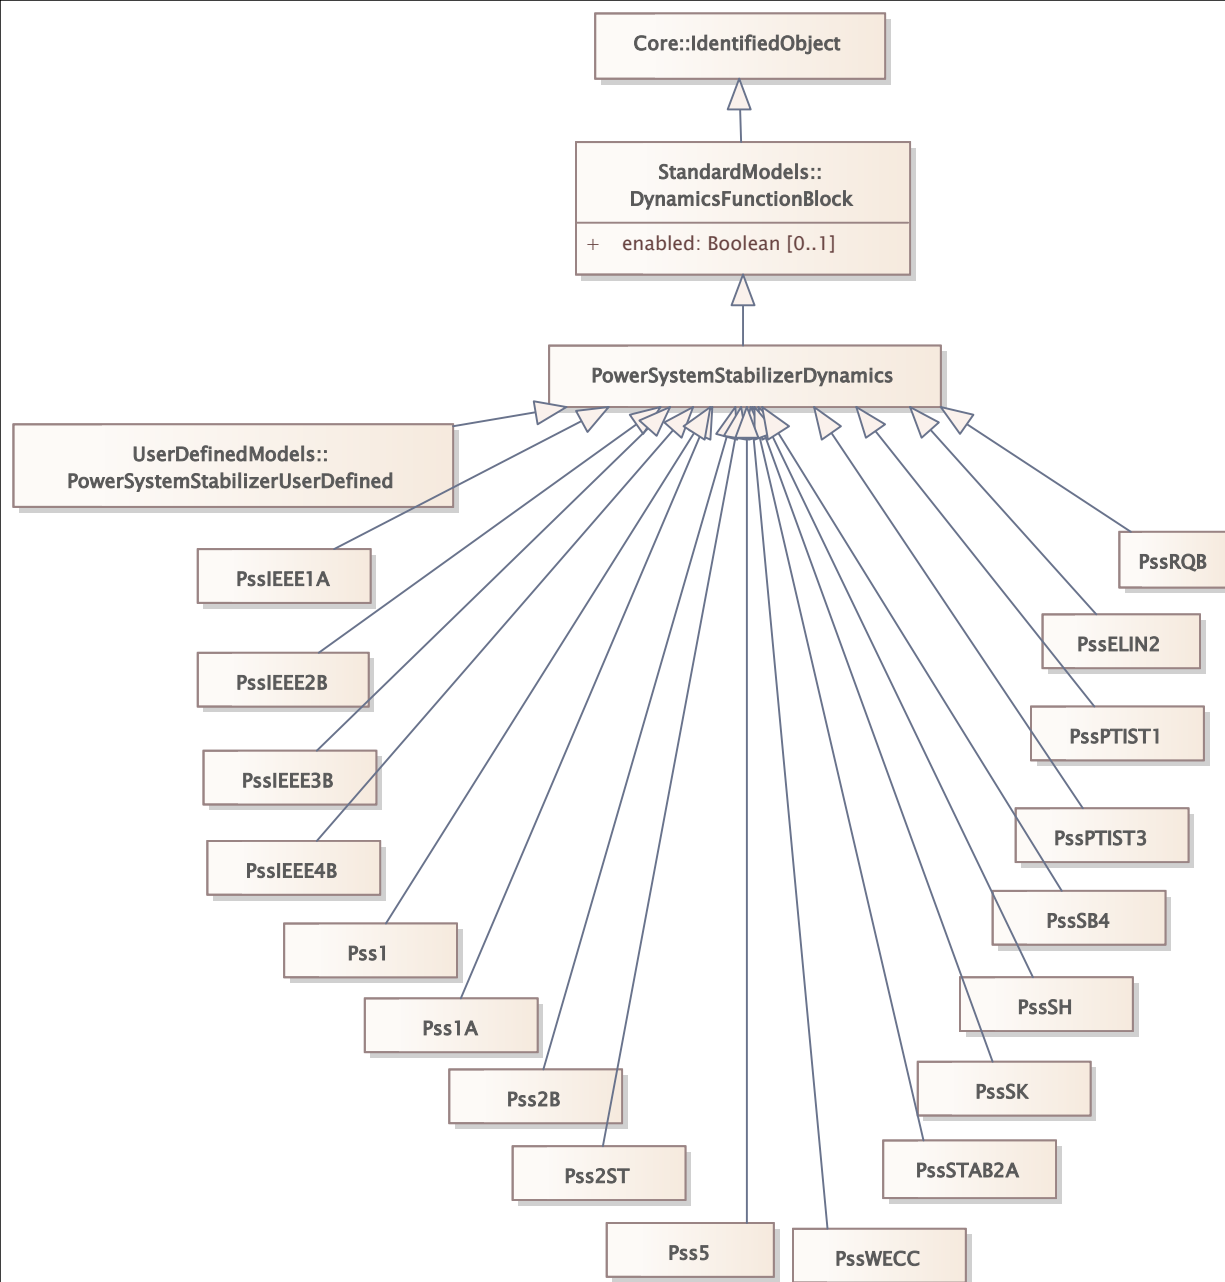 Core::IdentifiedObject
StandardModels::
DynamicsFunctionBlock
+ enabled: Boolean [0..1]
PowerSystemStabilizerDynamics
UserDefinedModels::
PowerSystemStabilizerUserDefined
PssRQB
PssIEEE1A
PssELIN2
PssIEEE2B
PssPTIST1
PssIEEE3B
PssPTIST3
PssIEEE4B
PssSB4
Pss1
PssSH
Pss1A
PssSK
Pss2B
PssSTAB2A
Pss2ST
Pss5
PssWECC